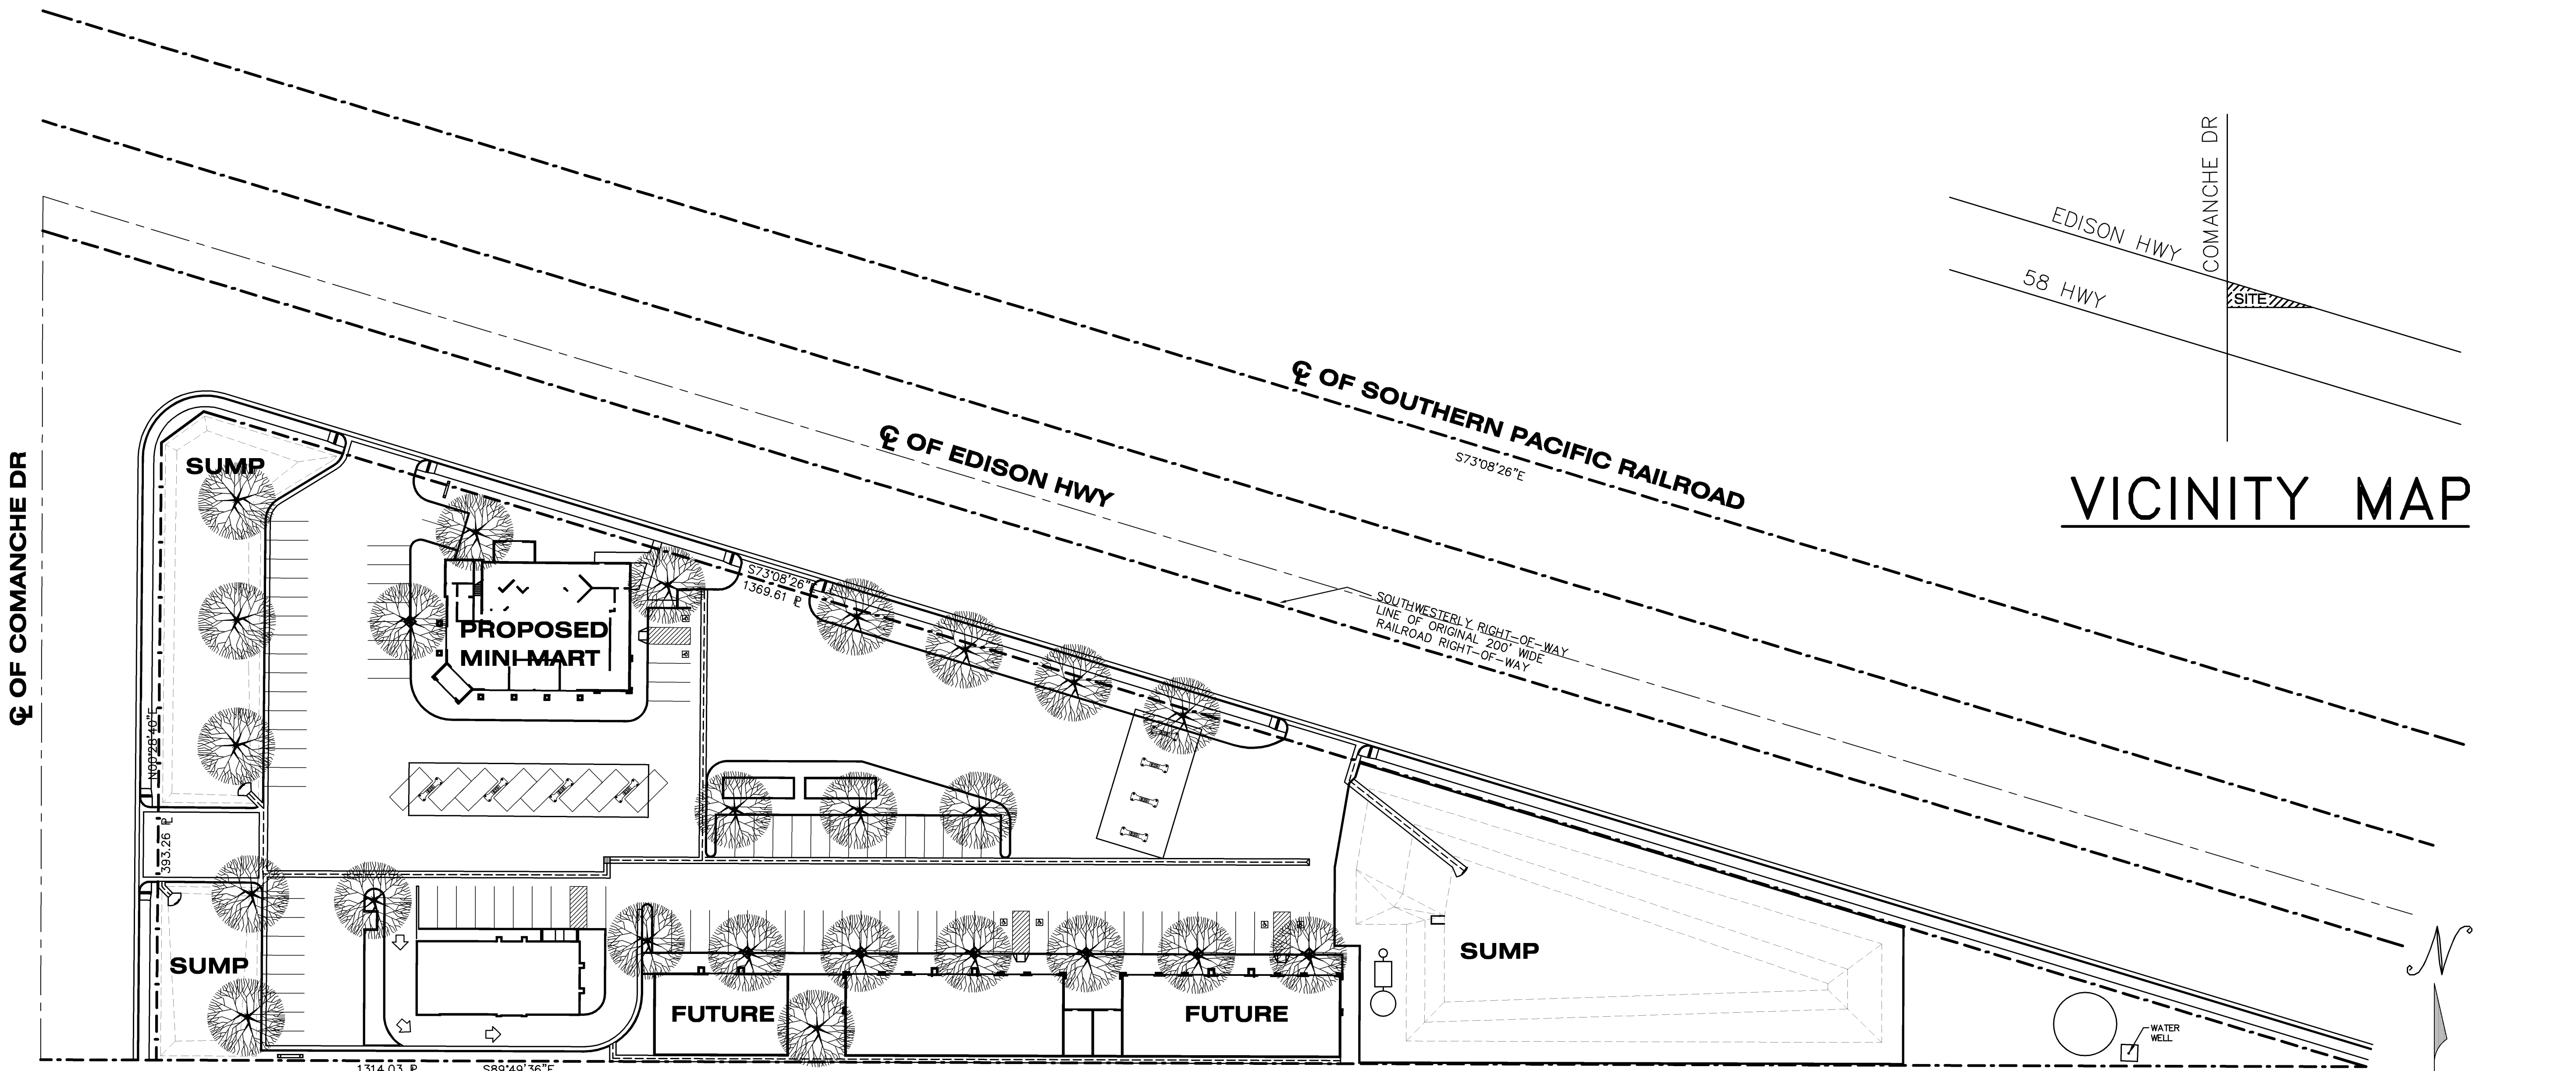 COMANCHE DR
EDISON HWY
58 HWY
SITE
VICINITY MAP
℄ OF SOUTHERN PACIFIC RAILROAD
S73°08'26"E
℄ OF EDISON HWY
℄ OF COMANCHE DR
SUMP
S73°08'26"E
1369.61 ⅊
SOUTHWESTERLY RIGHT-OF-WAY
LINE OF ORIGINAL 200' WIDE
RAILROAD RIGHT-OF-WAY
PROPOSED
MINI MART
N00°28'40"E
393.26 ⅊
SUMP
SUMP
FUTURE
FUTURE
WATER
WELL
N
1314.03 ⅊
S89°49'36"E